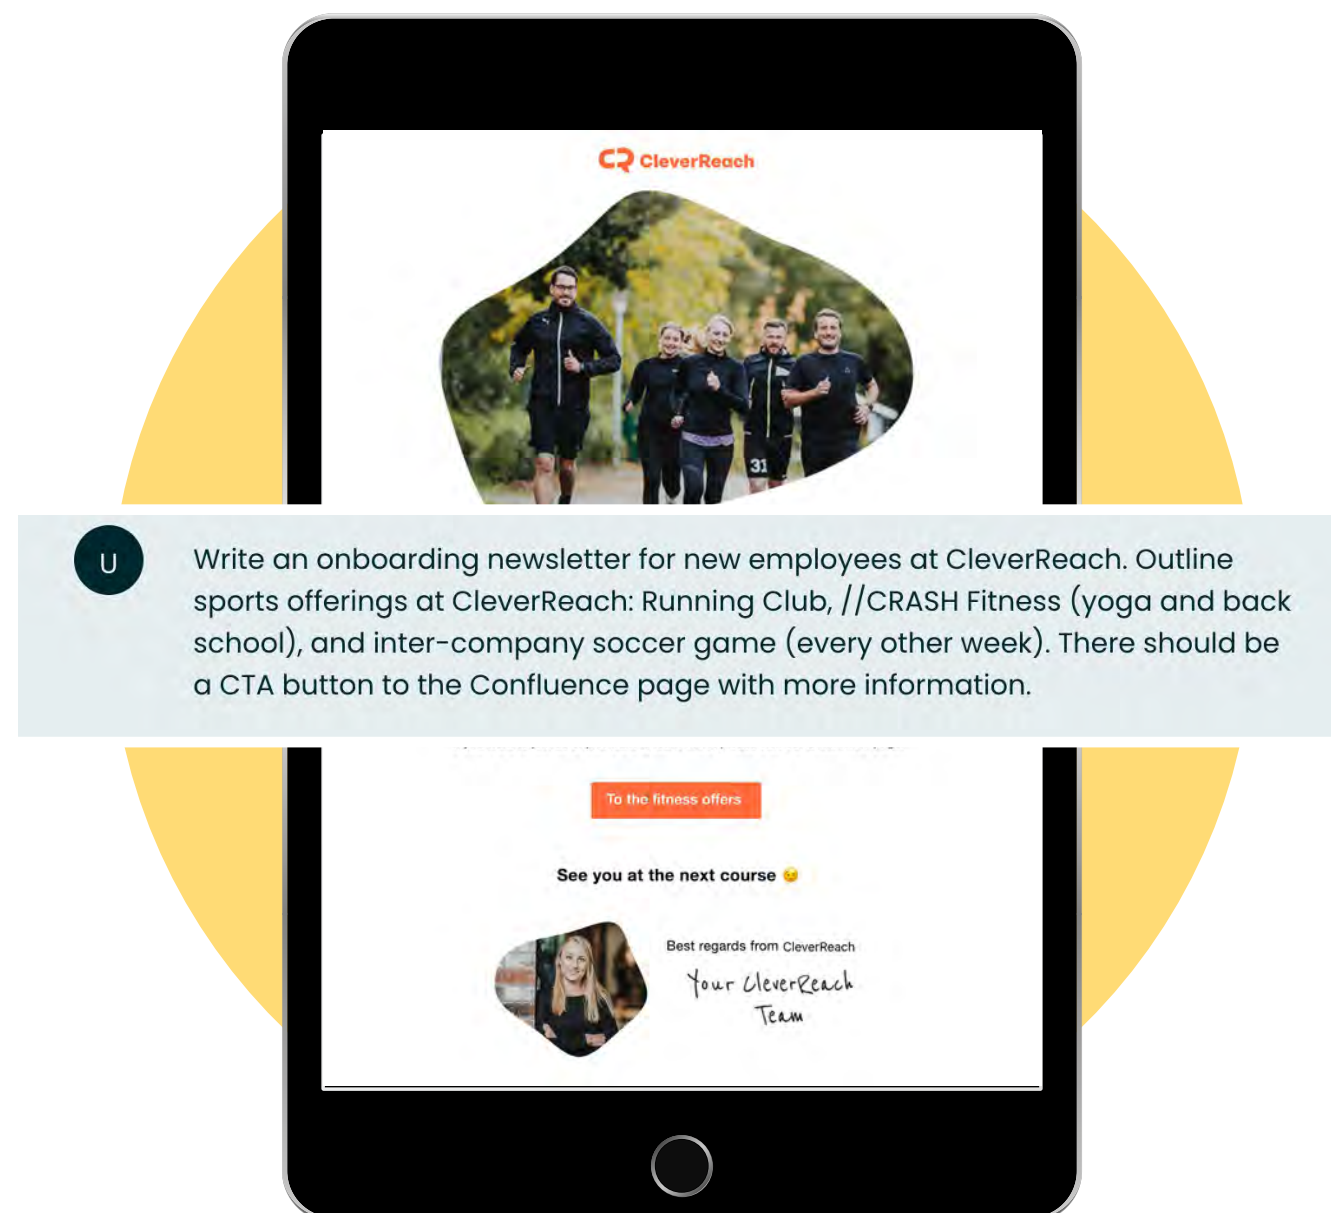 CR CleverReach
31
U
Write an onboarding newsletter for new employees at CleverReach. Outline
sports offerings at CleverReach: Running Club, //CRASH Fitness (yoga and back
school), and inter-company soccer game (every other week). There should be
a CTA button to the Confluence page with more information.
To the fitness offers
See you at the next course 😉
Best regards from CleverReach
Your CleverReach
Team